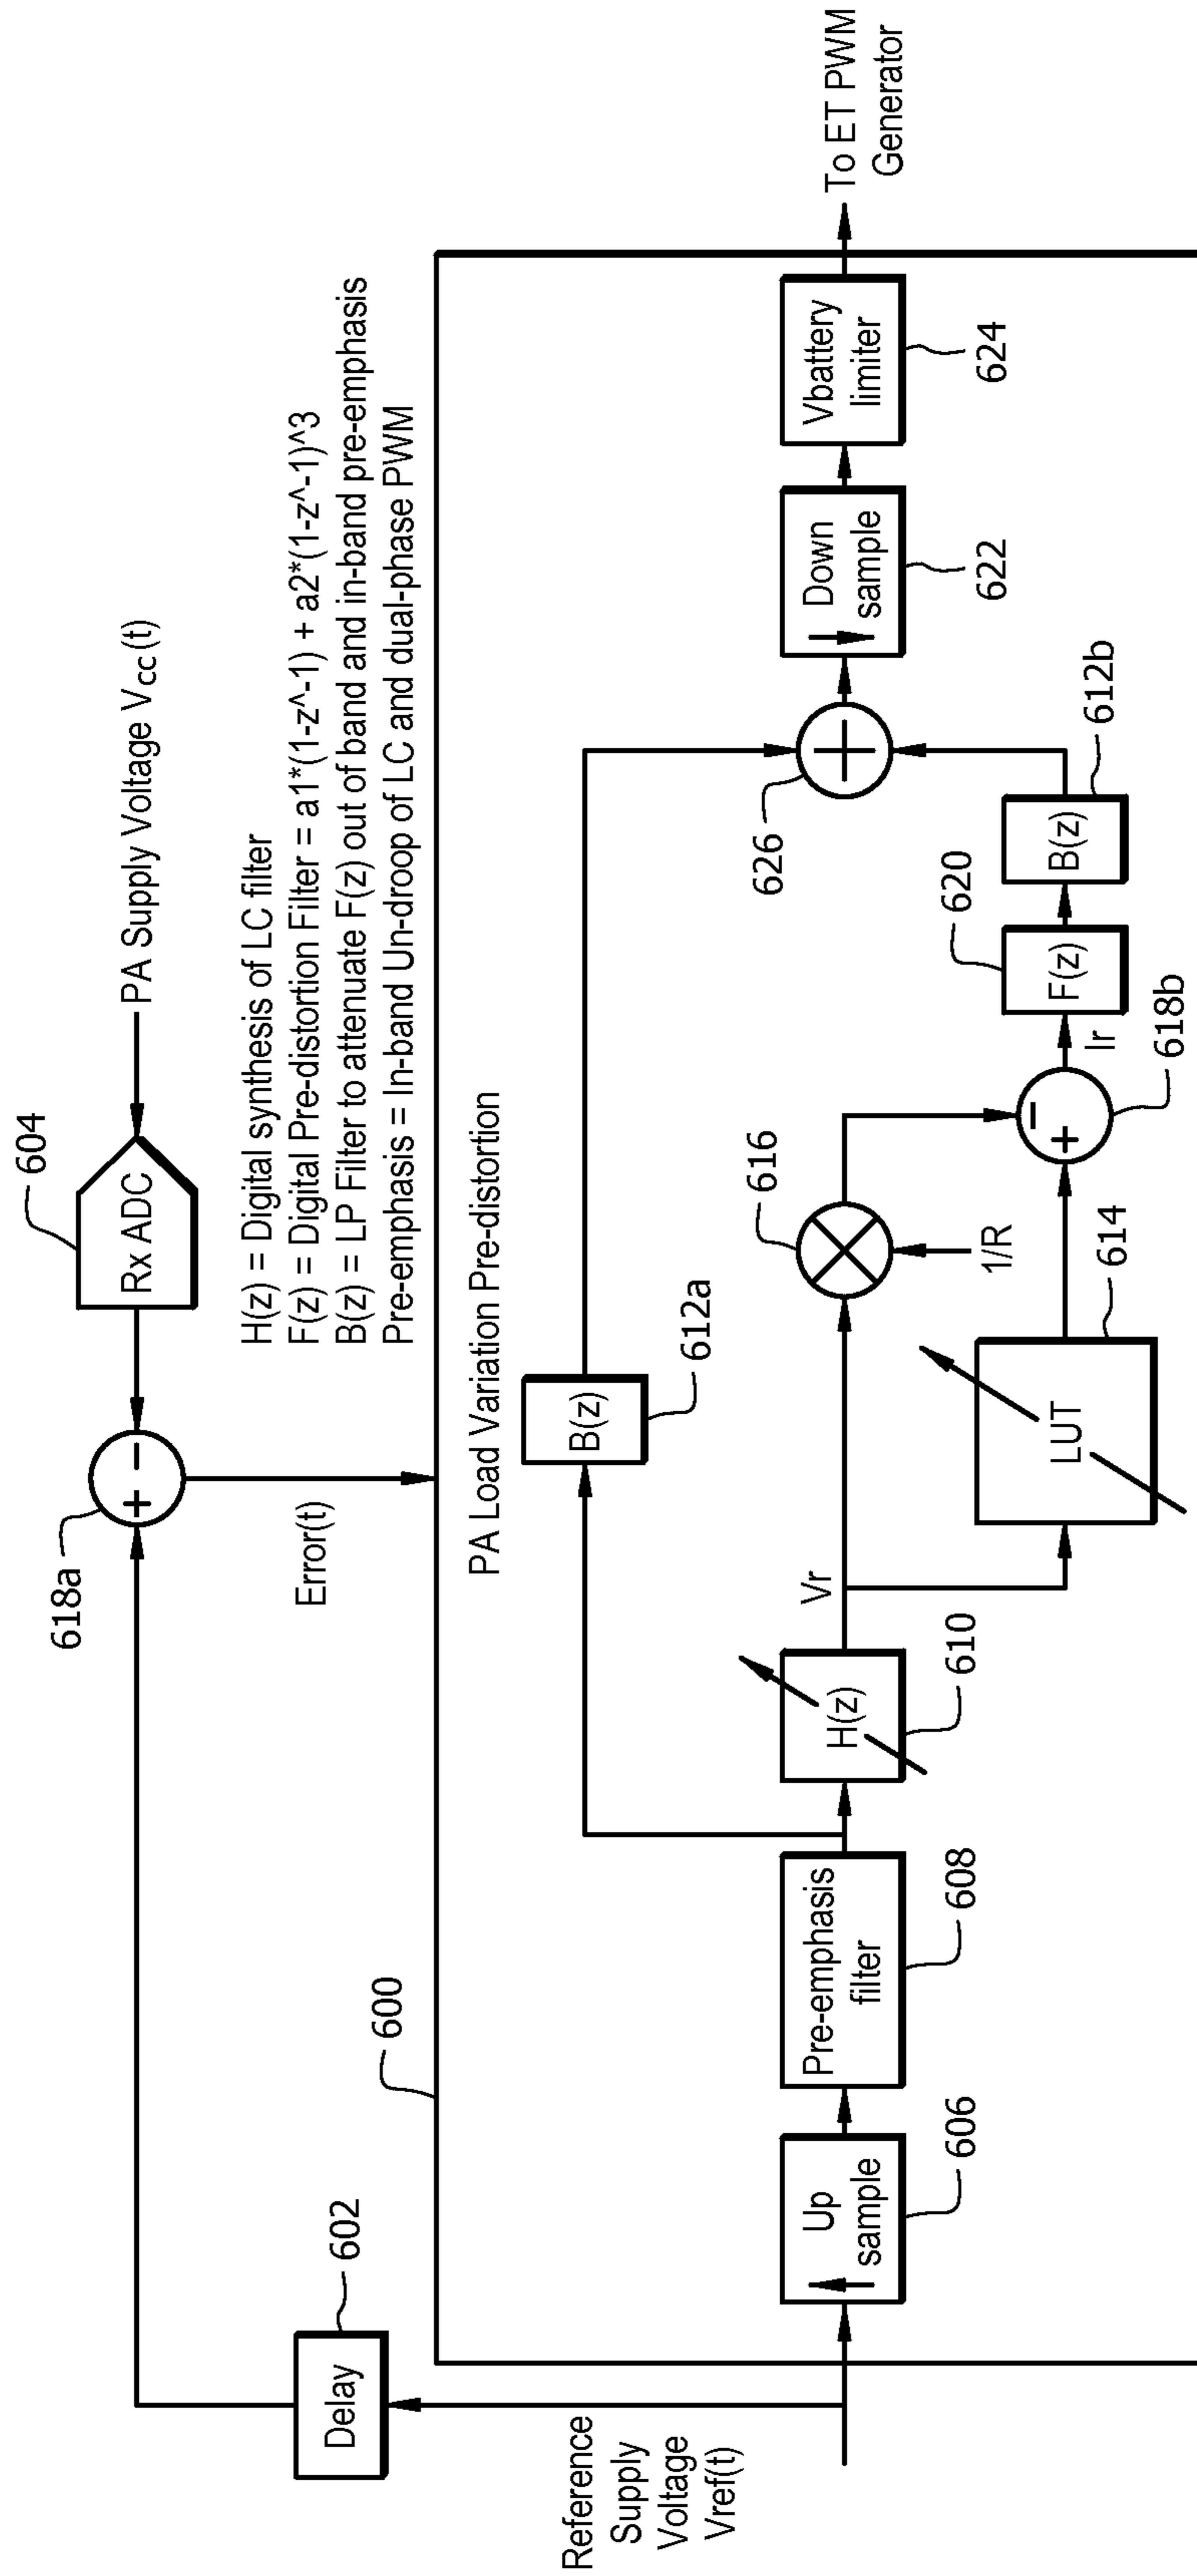 604
Rx ADC
PA Supply Voltage Vcc(t)
618a
+
−
Error(t)
602
Delay
Reference
Supply
Voltage
Vref(t)
H(z) = Digital synthesis of LC filter
F(z) = Digital Pre-distortion Filter = a1*(1-z^-1) + a2*(1-z^-1)^3
B(z) = LP Filter to attenuate F(z) out of band and in-band pre-emphasis
Pre-emphasis = In-band Un-droop of LC and dual-phase PWM
600
PA Load Variation Pre-distortion
B(z)
612a
Up
sample
606
Pre-emphasis
filter
608
H(z)
610
Vr
616
1/R
LUT
614
−
+
618b
Ir
F(z)
620
B(z)
612b
626
Down
sample
622
Vbattery
limiter
624
To ET PWM
Generator